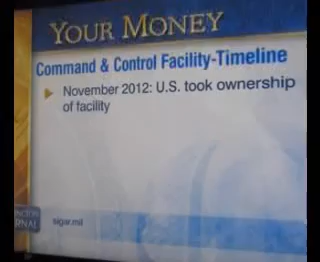 YOUR MONEY
Command & Control Facility-Timeline
November 2012: U.S. took ownership
of facility
sigar.mil